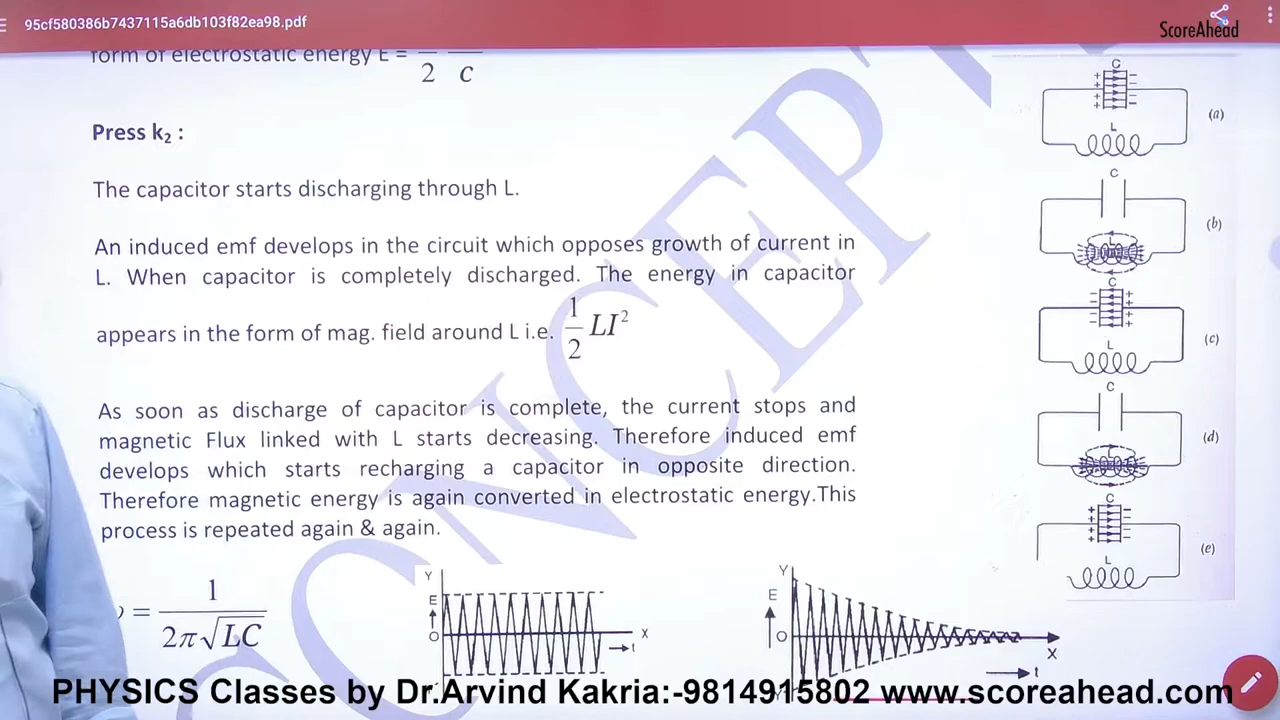 95cf580386b7437115a6db103f82ea98.pdf
ScoreAhead
form of electrostatic energy E =
2 c
Press k₂ :
The capacitor starts discharging through L.
An induced emf develops in the circuit which opposes growth of current in
L. When capacitor is completely discharged. The energy in capacitor
appears in the form of mag. field around L i.e. 1/2 LI²
As soon as discharge of capacitor is complete, the current stops and
magnetic Flux linked with L starts decreasing. Therefore induced emf
develops which starts recharging a capacitor in opposite direction.
Therefore magnetic energy is again converted in electrostatic energy.This
process is repeated again & again.
= 1/2π√LC
Y
E
O
X
t
Y
E
O
X
t
C
+ −
+ −
+ −
+ −
L
(a)
C
L
(b)
C
− +
− +
− +
− +
L
(c)
C
L
(d)
C
+ −
+ −
+ −
+ −
L
(e)
CONCEPT
PHYSICS Classes by Dr.Arvind Kakria:-9814915802 www.scoreahead.com